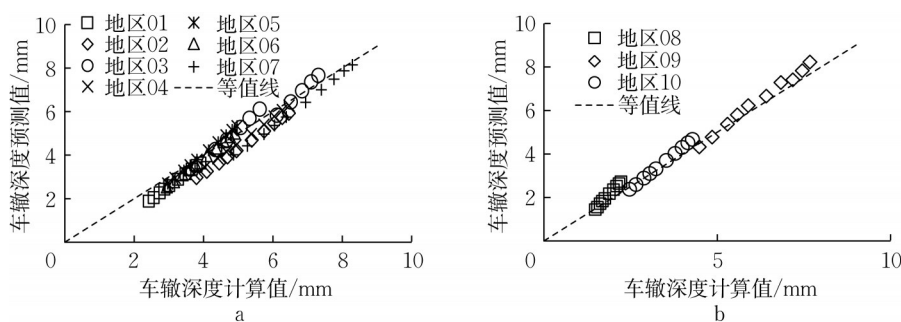 10
8
6
4
2
0
2
4
6
8
10
车辙深度预测值/mm
车辙深度计算值/mm
地区01
地区02
地区03
地区04
地区05
地区06
地区07
等值线
a
10
8
6
4
2
0
5
10
车辙深度预测值/mm
车辙深度计算值/mm
地区08
地区09
地区10
等值线
b